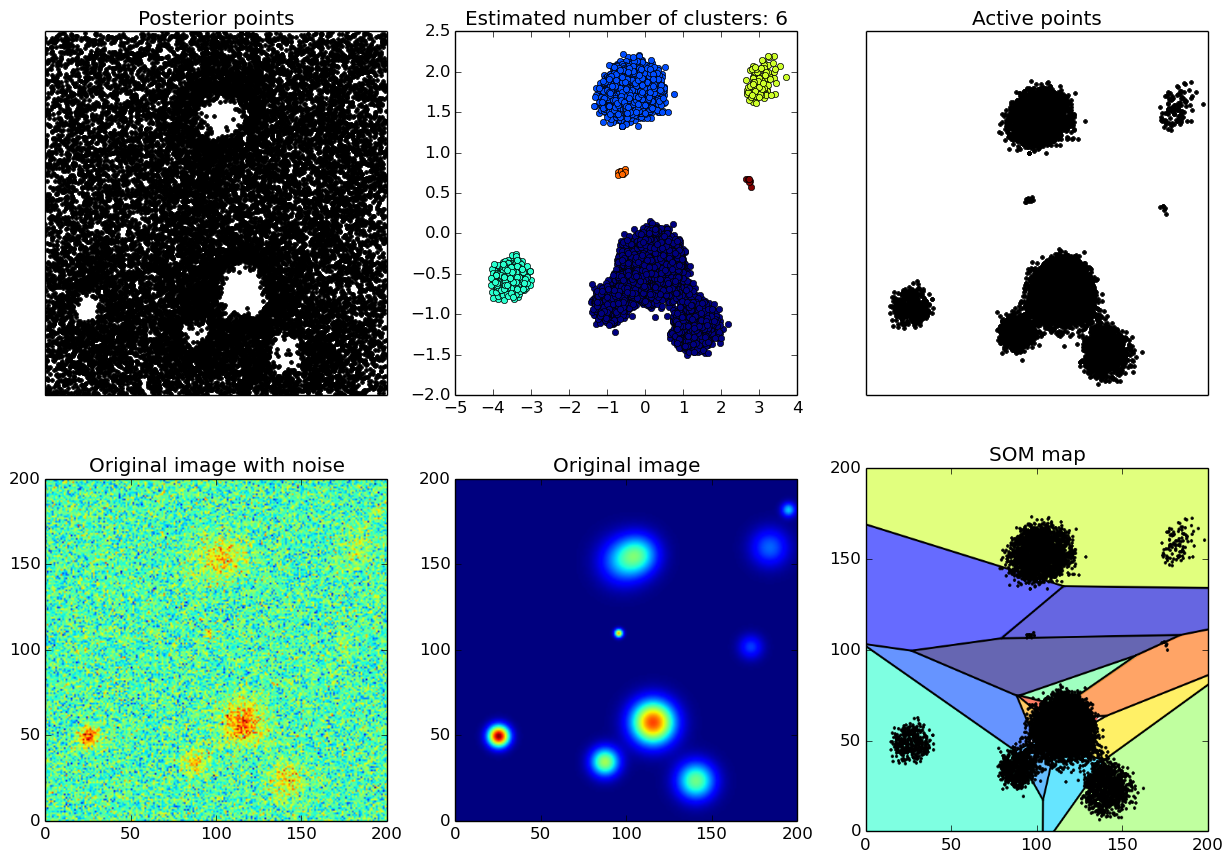 Posterior points
Estimated number of clusters: 6
Active points
2.5
2.0
1.5
1.0
0.5
0.0
−0.5
−1.0
−1.5
−2.0
−5 −4 −3 −2 −1 0 1 2 3 4
Original image with noise
Original image
SOM map
200
150
100
50
0
0 50 100 150 200
200
150
100
50
0
0 50 100 150 200
200
150
100
50
0
0 50 100 150 200